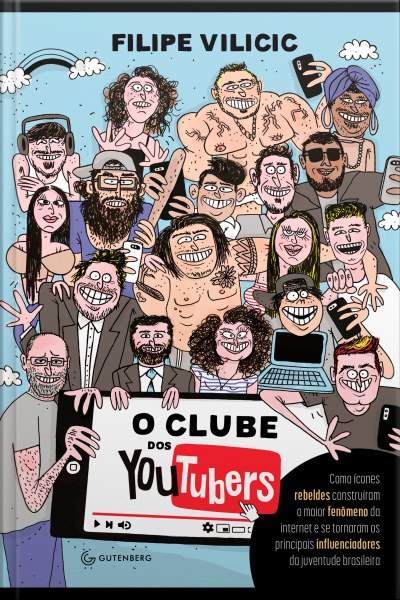 FILIPE VILICIC
O CLUBE
DOS
YouTubers
Como ícones
rebeldes construíram
o maior fenômeno da
internet e se tornaram os
principais influenciadores
da juventude brasileira
G GUTENBERG